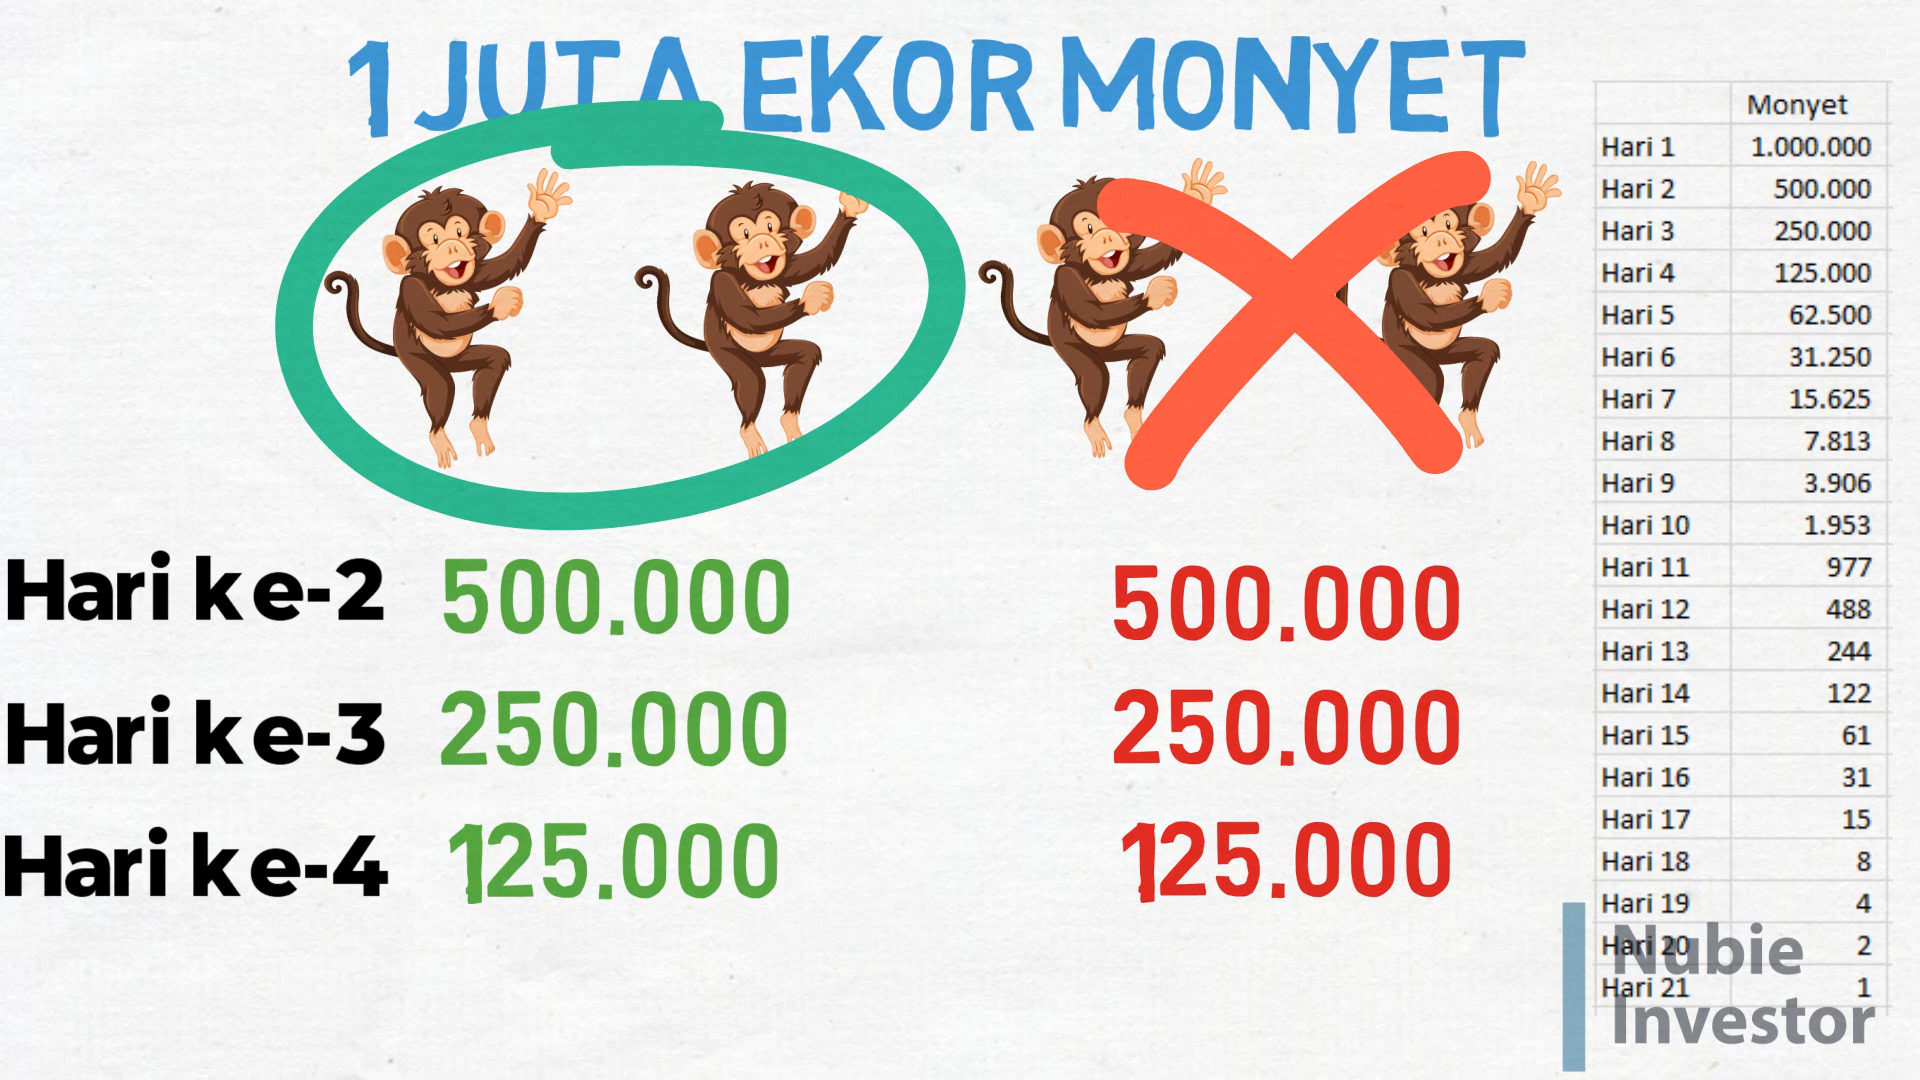 1 JUTA EKOR MONYET
Hari ke-2 500.000 500.000
Hari ke-3 250.000 250.000
Hari ke-4 125.000 125.000
Monyet
Hari 1 1.000.000
Hari 2 500.000
Hari 3 250.000
Hari 4 125.000
Hari 5 62.500
Hari 6 31.250
Hari 7 15.625
Hari 8 7.813
Hari 9 3.906
Hari 10 1.953
Hari 11 977
Hari 12 488
Hari 13 244
Hari 14 122
Hari 15 61
Hari 16 31
Hari 17 15
Hari 18 8
Hari 19 4
Hari 20 2
Hari 21 1
Nubie
Investor